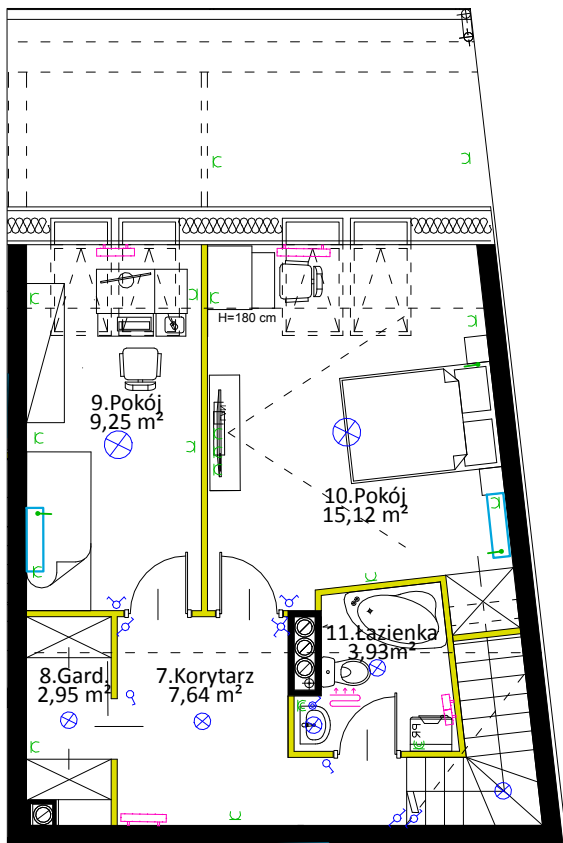 H=180 cm
9.Pokój
9,25 m²
10.Pokój
15,12 m²
11.Łazienka
3,93m²
8.Gard.
2,95 m²
7.Korytarz
7,64 m²
PR